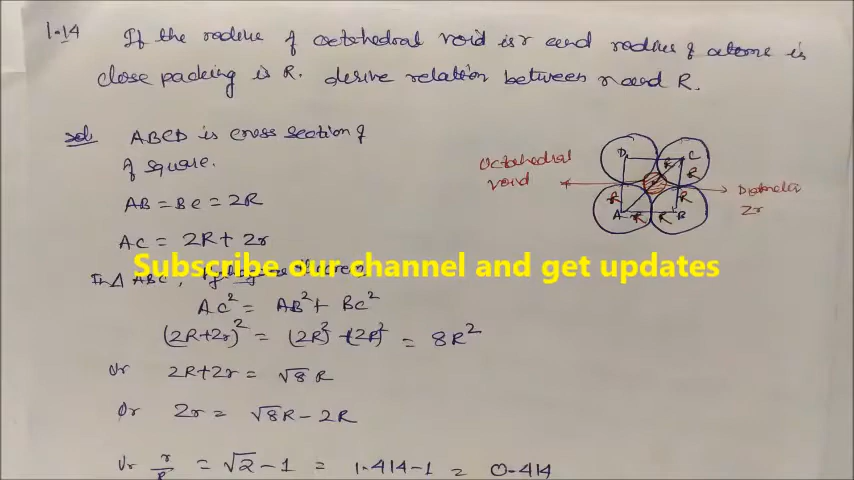 1.14 If the radius of octahedral void is r and radius of atoms is
close packing is R. derive relation between r and R.
Sol ABCD is cross section of
of square.
AB = BC = 2R
AC = 2R + 2r
In Δ ABC, theorem
Subscribe our channel and get updates
AC² = AB² + BC²
(2R+2r)² = (2R)² + (2R)² = 8R²
Or 2R+2r = √8 R
Or 2r = √8R - 2R
Or r/R = √2 - 1 = 1.414 - 1 = 0.414
Octahedral
void
D C
R
R
R R
A R R B
Diameter
2r